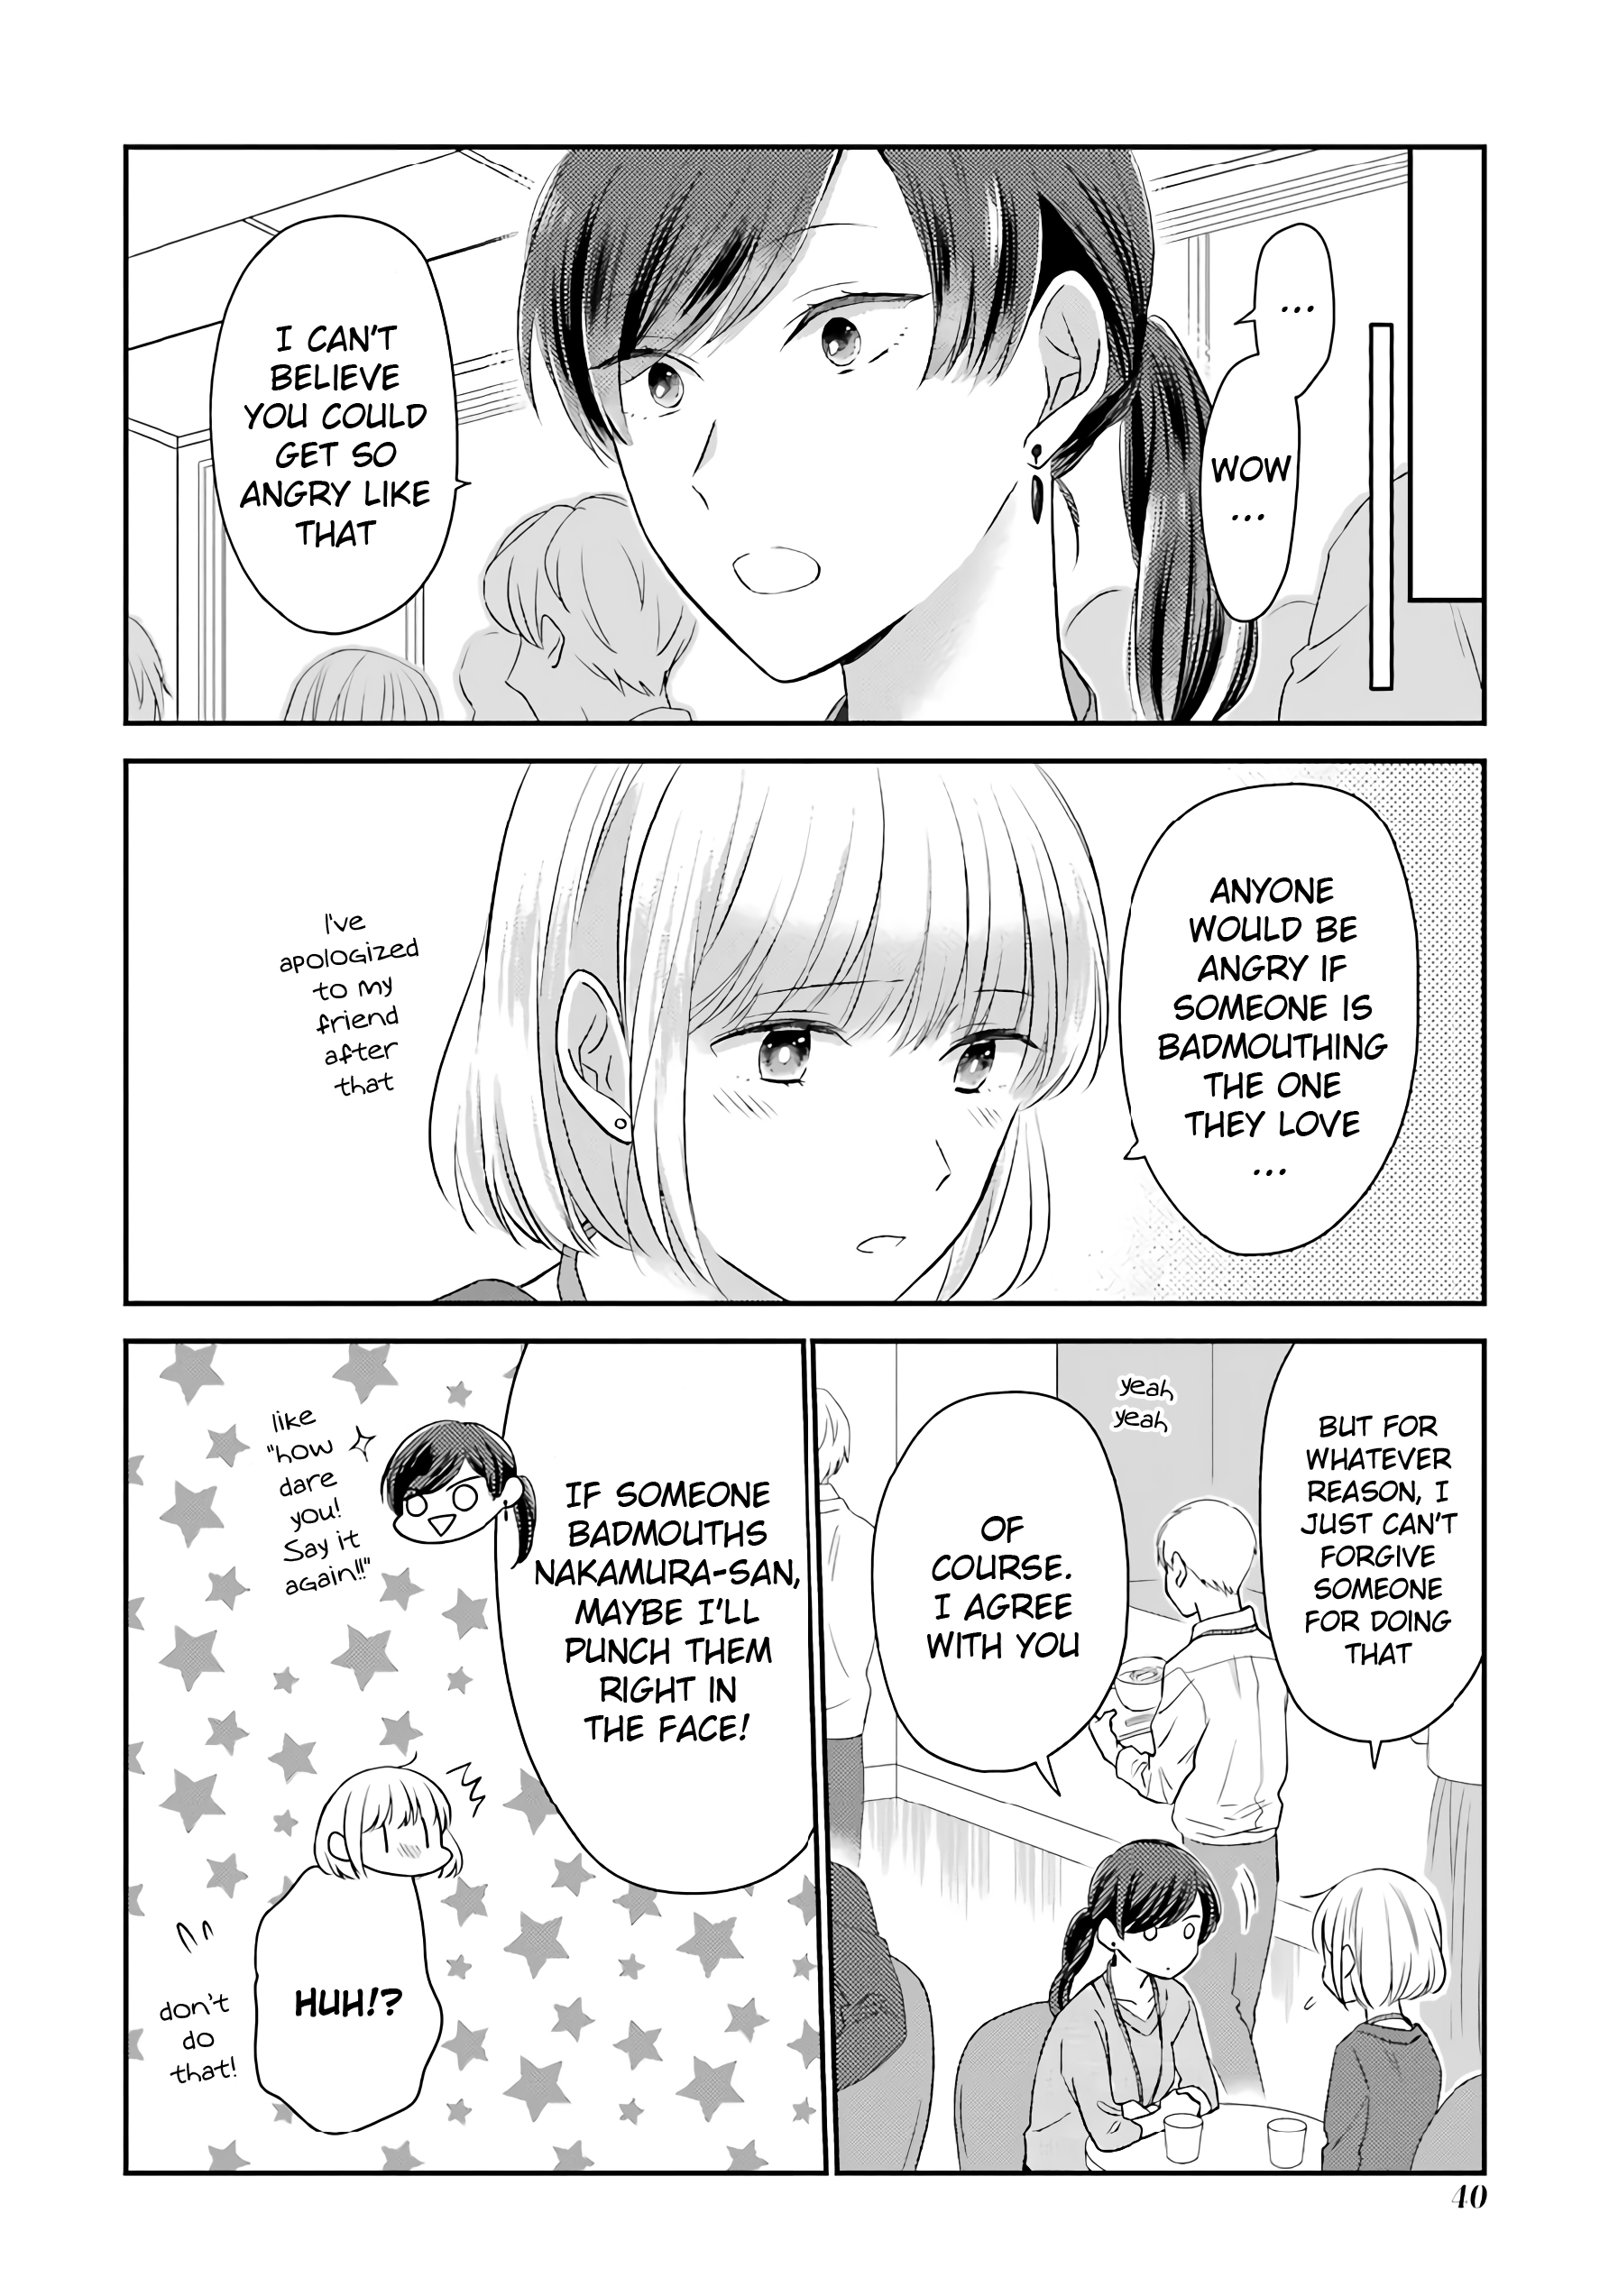 ...
WOW
...
I CAN'T
BELIEVE
YOU COULD
GET SO
ANGRY LIKE
THAT
ANYONE
WOULD BE
ANGRY IF
SOMEONE IS
BADMOUTHING
THE ONE
THEY LOVE
...
I've
apologized
to my
friend
after
that
BUT FOR
WHATEVER
REASON, I
JUST CAN'T
FORGIVE
SOMEONE
FOR DOING
THAT
yeah
yeah
OF
COURSE.
I AGREE
WITH YOU
IF SOMEONE
BADMOUTHS
NAKAMURA-SAN,
MAYBE I'LL
PUNCH THEM
RIGHT IN
THE FACE!
like
"how
dare
you!
Say it
again!!"
HUH!?
don't
do
that!
40